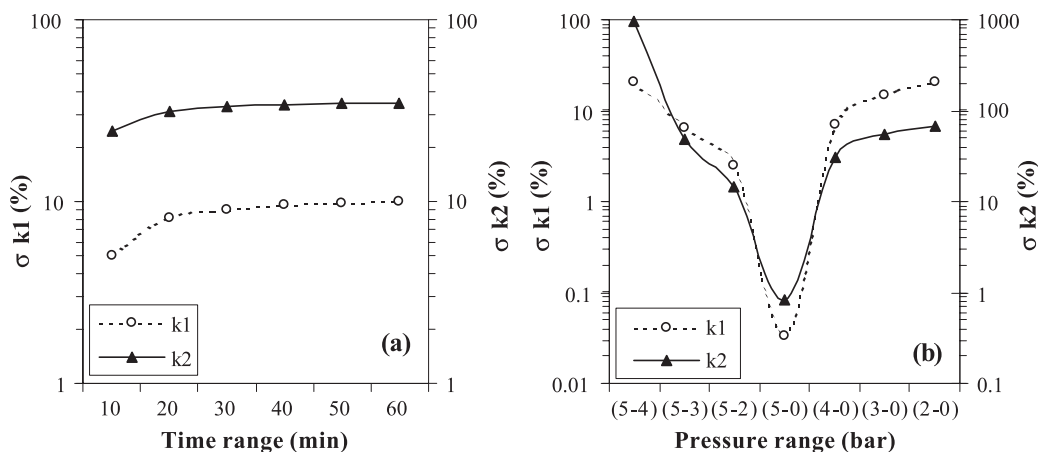 100
10
1
σ k1 (%)
100
10
1
σ k2 (%)
k1
k2
(a)
10 20 30 40 50 60
Time range (min)
100
10
1
0.1
0.01
σ k1 (%)
1000
100
10
1
0.1
σ k2 (%)
k1
k2
(b)
(5-4) (5-3) (5-2) (5-0) (4-0) (3-0) (2-0)
Pressure range (bar)